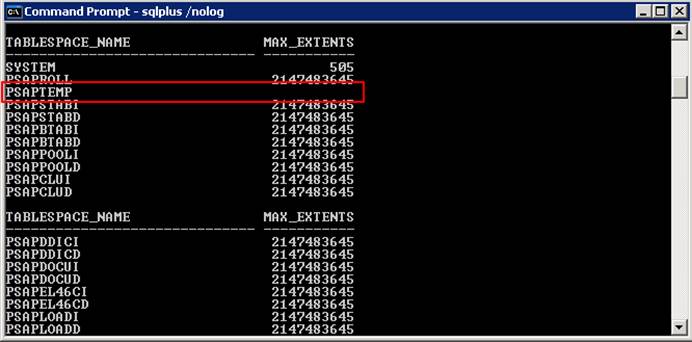 Command Prompt - sqlplus /nolog
TABLESPACE_NAME MAX_EXTENTS
------------------------------ -----------
SYSTEM 505
PSAPROLL 2147483645
PSAPTEMP
PSAPSTABI 2147483645
PSAPSTABD 2147483645
PSAPBTABI 2147483645
PSAPBTABD 2147483645
PSAPPOOLI 2147483645
PSAPPOOLD 2147483645
PSAPCLUI 2147483645
PSAPCLUD 2147483645
TABLESPACE_NAME MAX_EXTENTS
------------------------------ -----------
PSAPDDICI 2147483645
PSAPDDICD 2147483645
PSAPDOCUI 2147483645
PSAPDOCUD 2147483645
PSAPEL46CI 2147483645
PSAPEL46CD 2147483645
PSAPLOADI 2147483645
PSAPLOADD 2147483645